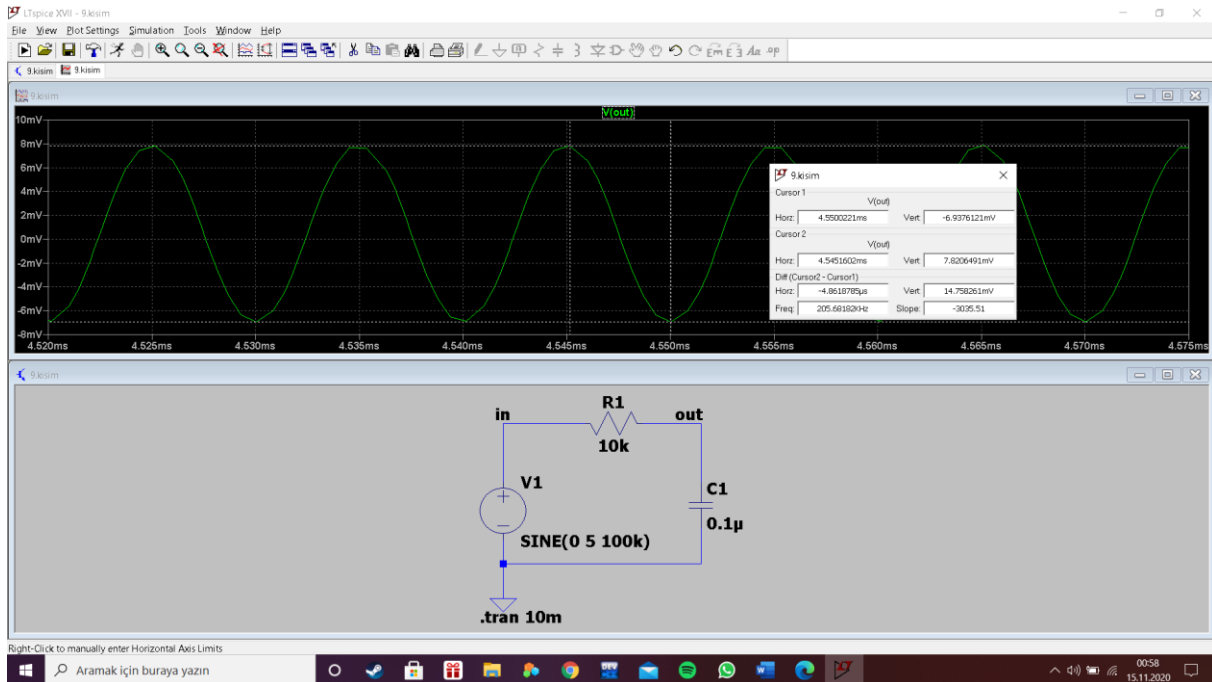 LTspice XVII - 9.kisim
File View Plot Settings Simulation Tools Window Help
9.kisim 9.kisim
9.kisim
V(out)
10mV
8mV
6mV
4mV
2mV
0mV
-2mV
-4mV
-6mV
-8mV
4.520ms 4.525ms 4.530ms 4.535ms 4.540ms 4.545ms 4.550ms 4.555ms 4.560ms 4.565ms 4.570ms 4.575ms
9.kisim
Cursor 1
V(out)
Horz: 4.5500221ms Vert: -6.9376121mV
Cursor 2
V(out)
Horz: 4.5451602ms Vert: 7.8206491mV
Diff (Cursor2 - Cursor1)
Horz: -4.8618785µs Vert: 14.758261mV
Freq: 205.68182KHz Slope: -3035.51
9.kisim
in
R1
out
10k
V1
C1
0.1µ
SINE(0 5 100k)
.tran 10m
Right-Click to manually enter Horizontal Axis Limits
Aramak için buraya yazın
00:58
15.11.2020